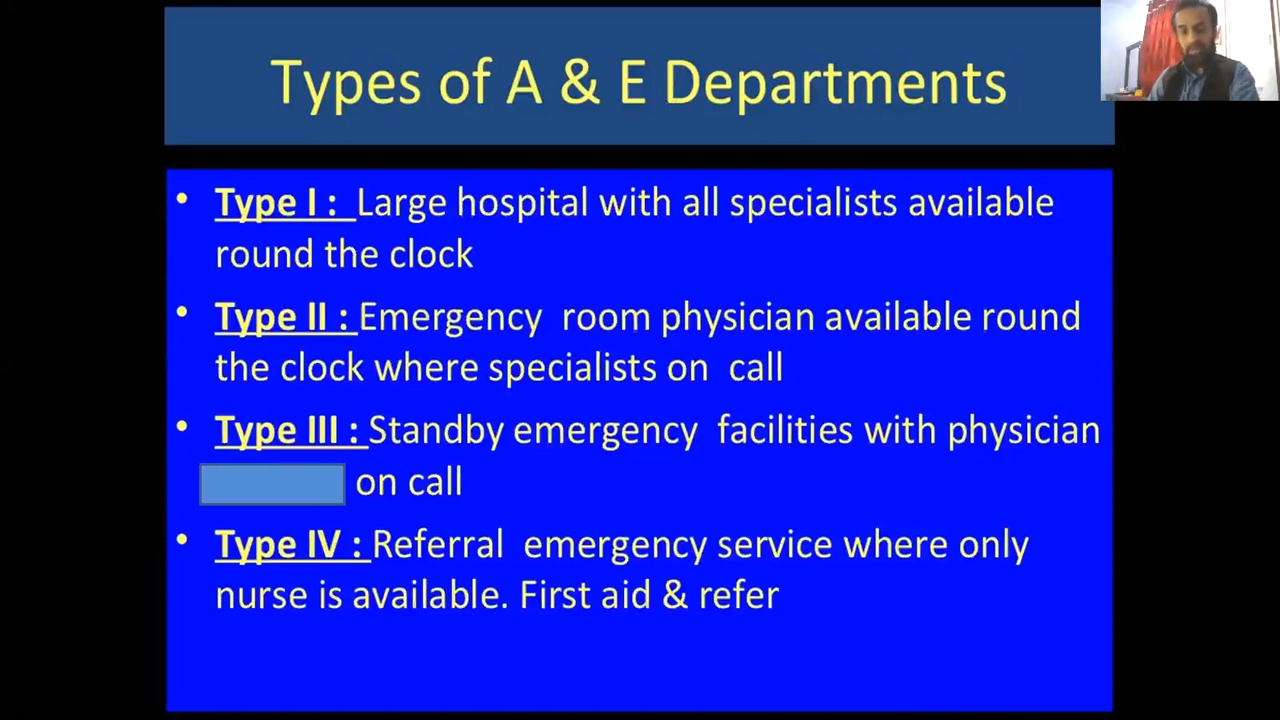 Types of A & E Departments
• Type I : Large hospital with all specialists available
round the clock
• Type II : Emergency room physician available round
the clock where specialists on call
• Type III : Standby emergency facilities with physician
on call
• Type IV : Referral emergency service where only
nurse is available. First aid & refer